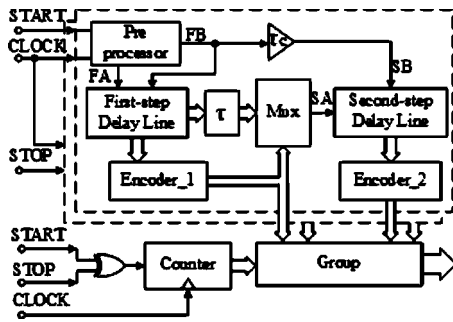 START
Pre
processor
FB
τc
CLOCK
FA
SB
First-step
Delay Line
τ
Mux
SA
Second-step
Delay Line
STOP
Encoder_1
Encoder_2
START
STOP
Counter
Group
CLOCK